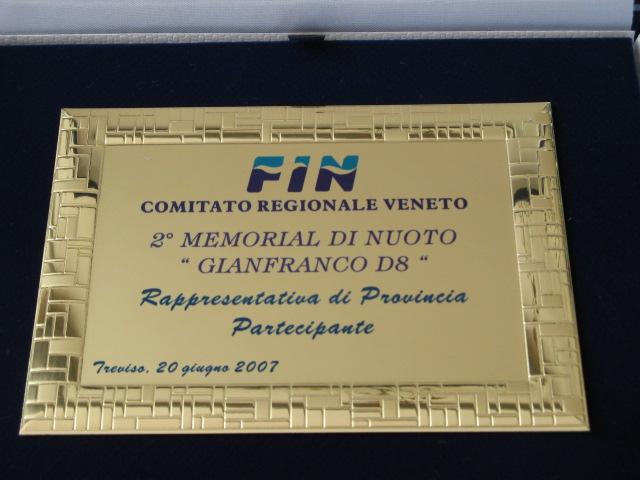 FIN
COMITATO REGIONALE VENETO
2° MEMORIAL DI NUOTO
“ GIANFRANCO D8 “
Rappresentativa di Provincia
Partecipante
Treviso, 20 giugno 2007